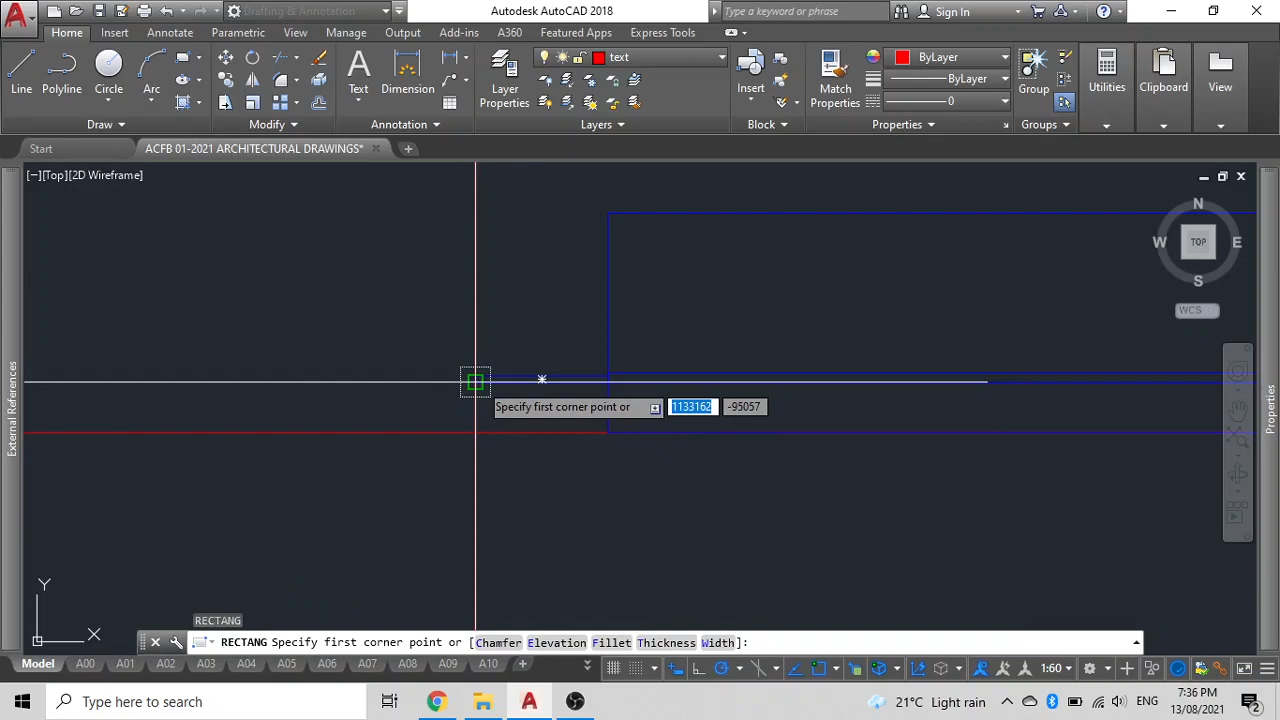 Drafting & Annotation
Autodesk AutoCAD 2018
Type a keyword or phrase
Sign In
Home Insert Annotate Parametric View Manage Output Add-ins A360 Featured Apps Express Tools
text
ByLayer
ByLayer
0
Line Polyline Circle Arc
Text Dimension
Layer Properties
Insert
Match Properties
Group
Utilities
Clipboard
View
Draw Modify Annotation Layers Block Properties Groups
Start
ACFB 01-2021 ARCHITECTURAL DRAWINGS*
[−][Top][2D Wireframe]
N
W TOP E
S
WCS
External References
Properties
Specify first corner point or 1133162 -95057
Y
X
RECTANG
RECTANG Specify first corner point or [Chamfer Elevation Fillet Thickness Width]:
Model A00 A01 A02 A03 A04 A05 A06 A07 A08 A09 A10
1:60
Type here to search
21°C Light rain
ENG
7:36 PM
13/08/2021
2